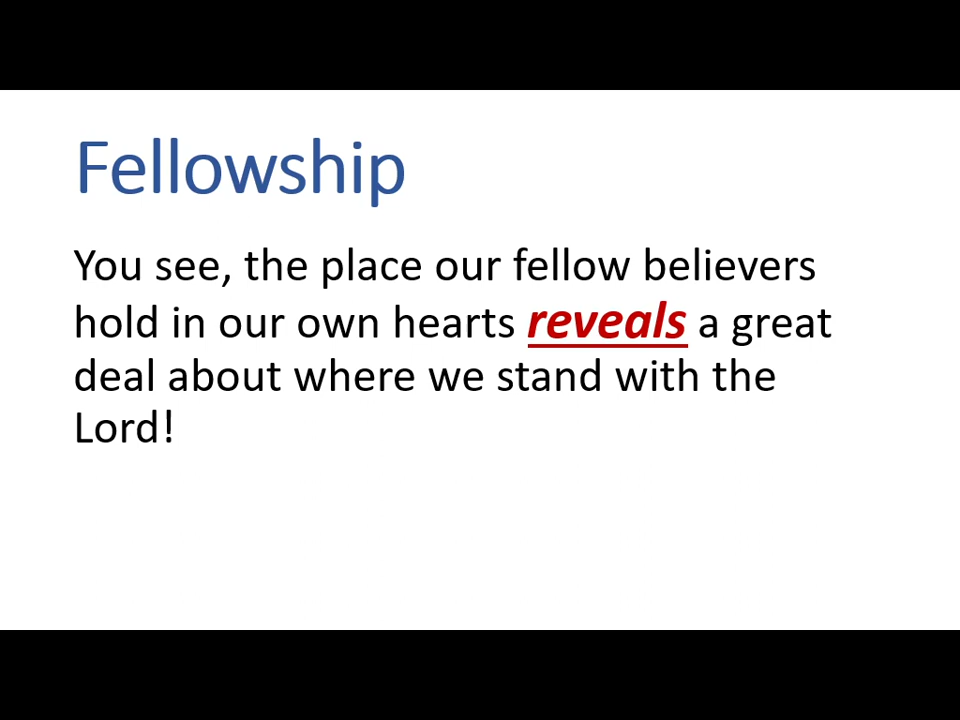 Fellowship
You see, the place our fellow believers
hold in our own hearts reveals a great
deal about where we stand with the
Lord!